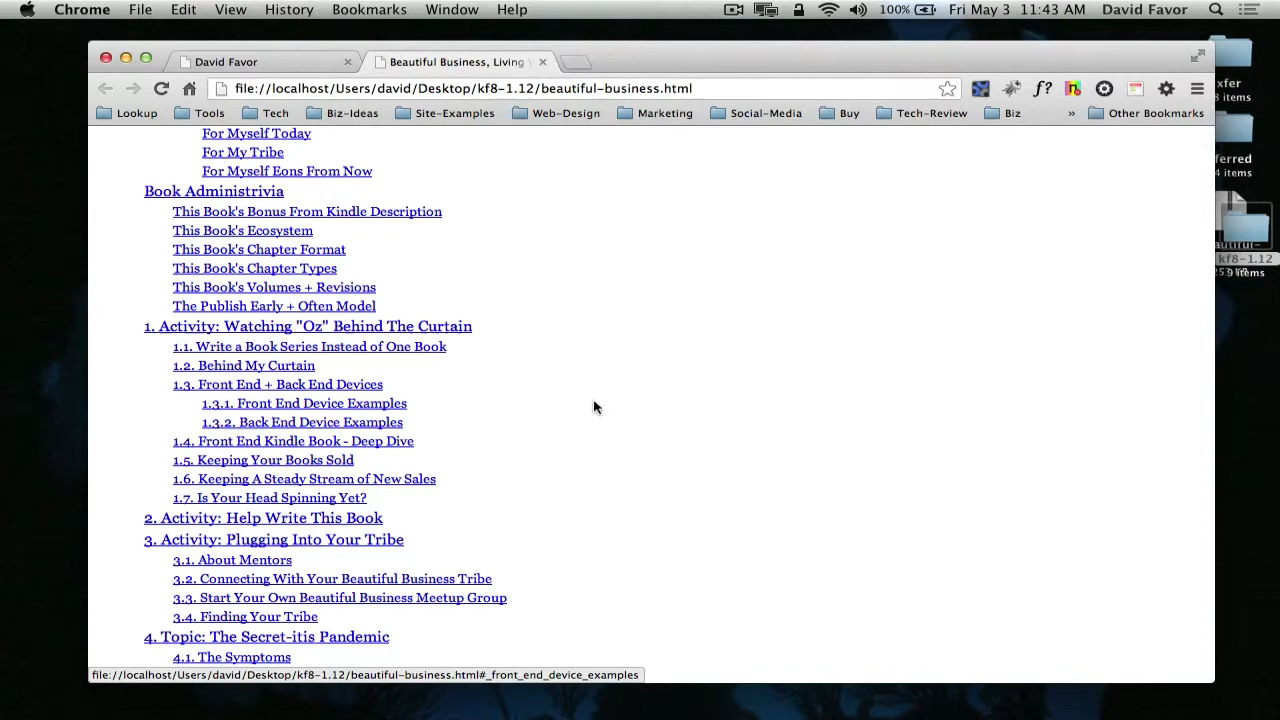 Chrome File Edit View History Bookmarks Window Help 100% Fri May 3 11:43 AM David Favor
David Favor
Beautiful Business, Living
file://localhost/Users/david/Desktop/kf8-1.12/beautiful-business.html
Lookup Tools Tech Biz-Ideas Site-Examples Web-Design Marketing Social-Media Buy Tech-Review Biz » Other Bookmarks
For Myself Today
For My Tribe
For Myself Eons From Now
Book Administrivia
This Book's Bonus From Kindle Description
This Book's Ecosystem
This Book's Chapter Format
This Book's Chapter Types
This Book's Volumes + Revisions
The Publish Early + Often Model
1. Activity: Watching "Oz" Behind The Curtain
1.1. Write a Book Series Instead of One Book
1.2. Behind My Curtain
1.3. Front End + Back End Devices
1.3.1. Front End Device Examples
1.3.2. Back End Device Examples
1.4. Front End Kindle Book - Deep Dive
1.5. Keeping Your Books Sold
1.6. Keeping A Steady Stream of New Sales
1.7. Is Your Head Spinning Yet?
2. Activity: Help Write This Book
3. Activity: Plugging Into Your Tribe
3.1. About Mentors
3.2. Connecting With Your Beautiful Business Tribe
3.3. Start Your Own Beautiful Business Meetup Group
3.4. Finding Your Tribe
4. Topic: The Secret-itis Pandemic
4.1. The Symptoms
file://localhost/Users/david/Desktop/kf8-1.12/beautiful-business.html#_front_end_device_examples
xfer
8 items
ferred
4 items
kf8-1.12
9 items